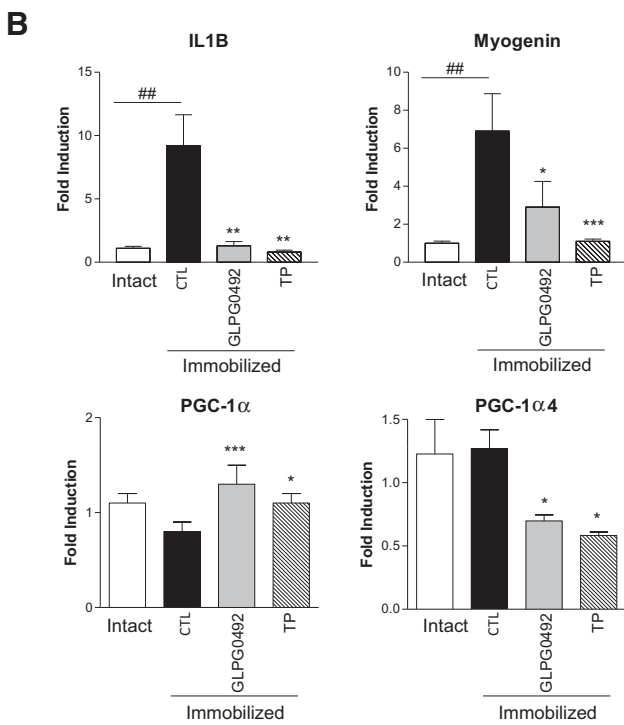 B
IL1B
Fold Induction
15
10
5
0
##
**
**
Intact
CTL
GLPG0492
TP
Immobilized
Myogenin
Fold Induction
10
8
6
4
2
0
##
*
***
Intact
CTL
GLPG0492
TP
Immobilized
PGC-1α
Fold Induction
2
1
0
***
*
Intact
CTL
GLPG0492
TP
Immobilized
PGC-1α4
Fold Induction
1.5
1.0
0.5
0.0
*
*
Intact
CTL
GLPG0492
TP
Immobilized